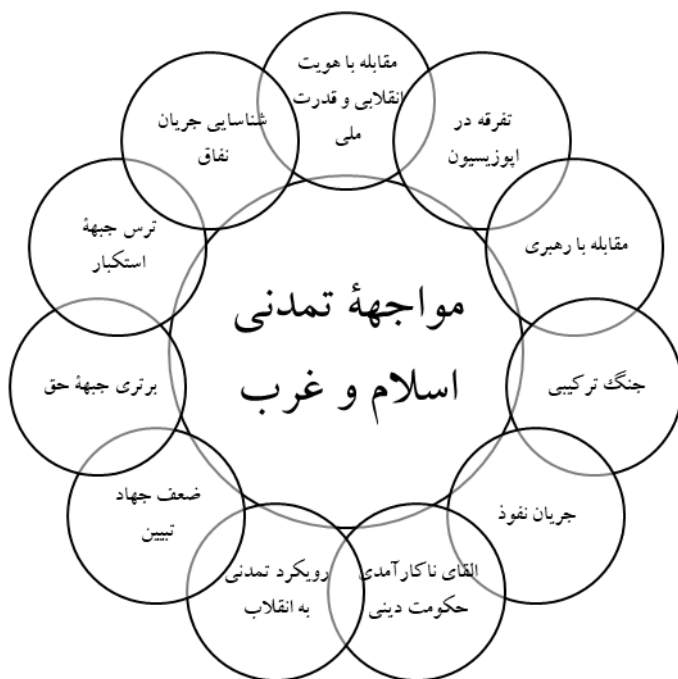 مقابله با هویت
انقلابی و قدرت
ملی
تفرقه در
اپوزیسیون
مقابله با رهبری
جنگ ترکیبی
جریان نفوذ
القای ناکارآمدی
حکومت دینی
رویکرد تمدنی
به انقلاب
ضعف جهاد
تبیین
برتری جبههٔ حق
ترس جبههٔ
استکبار
شناسایی جریان
نفاق
مواجههٔ تمدنی
اسلام و غرب